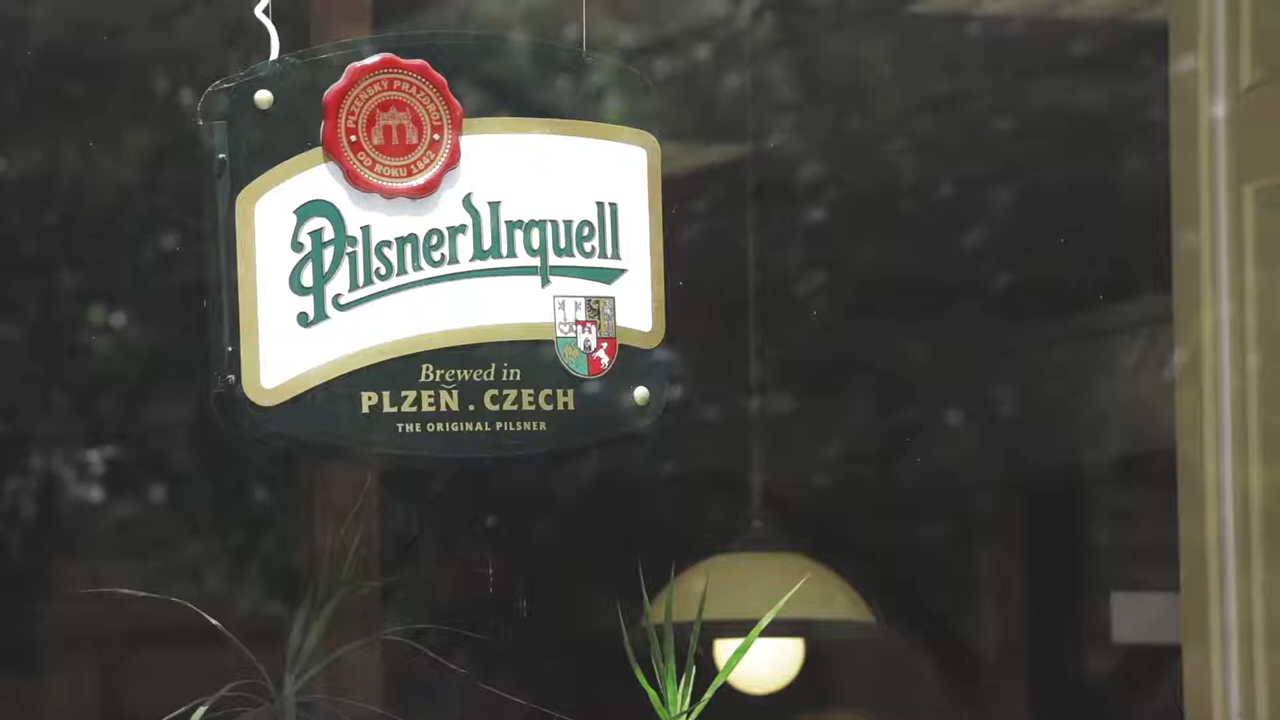 PLZEŇSKÝ PRAZDROJ
OD ROKU 1842
Pilsner Urquell
Brewed in
PLZEŇ . CZECH
THE ORIGINAL PILSNER